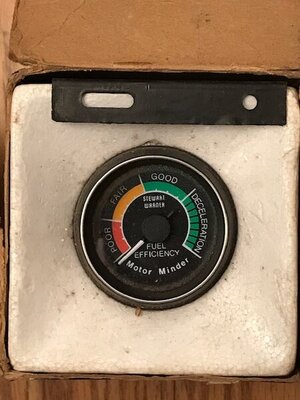 POOR
FAIR
GOOD
DECELERATION
STEWART
WARNER
FUEL
EFFICIENCY
Motor Minder